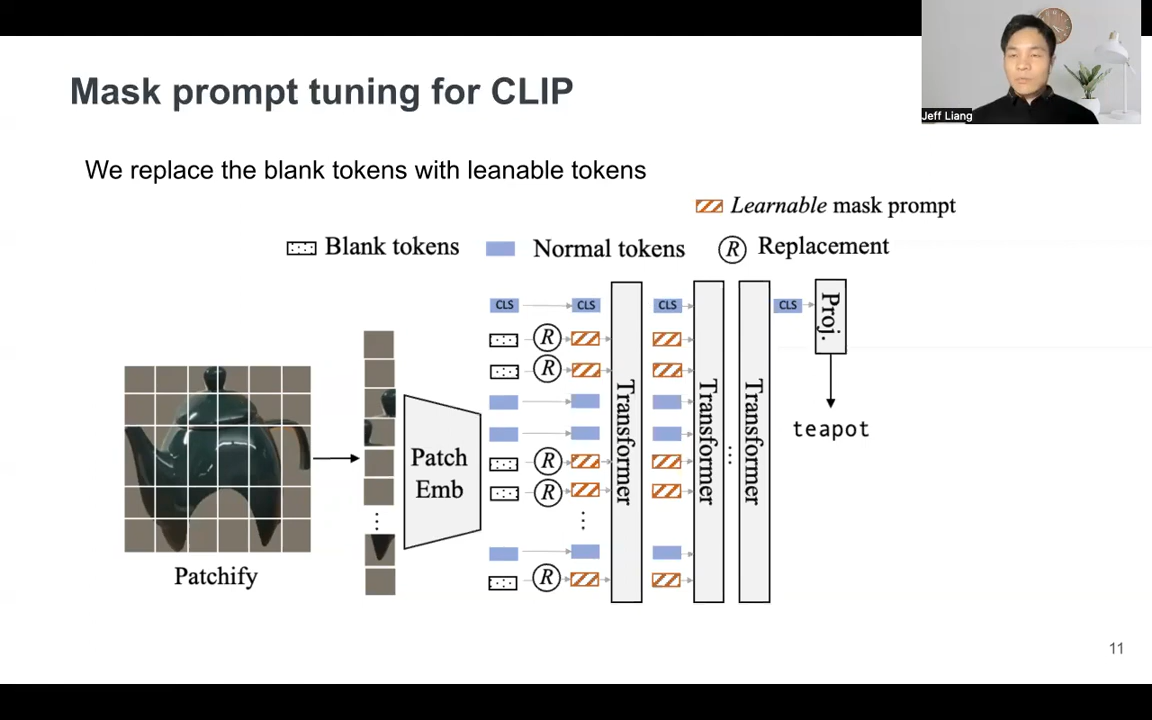 Jeff Liang
Mask prompt tuning for CLIP
We replace the blank tokens with leanable tokens
Learnable mask prompt
Blank tokens
Normal tokens
R
Replacement
CLS
CLS
CLS
CLS
Proj.
R
R
R
R
R
Patch
Emb
Transformer
Transformer
...
Transformer
teapot
Patchify
11